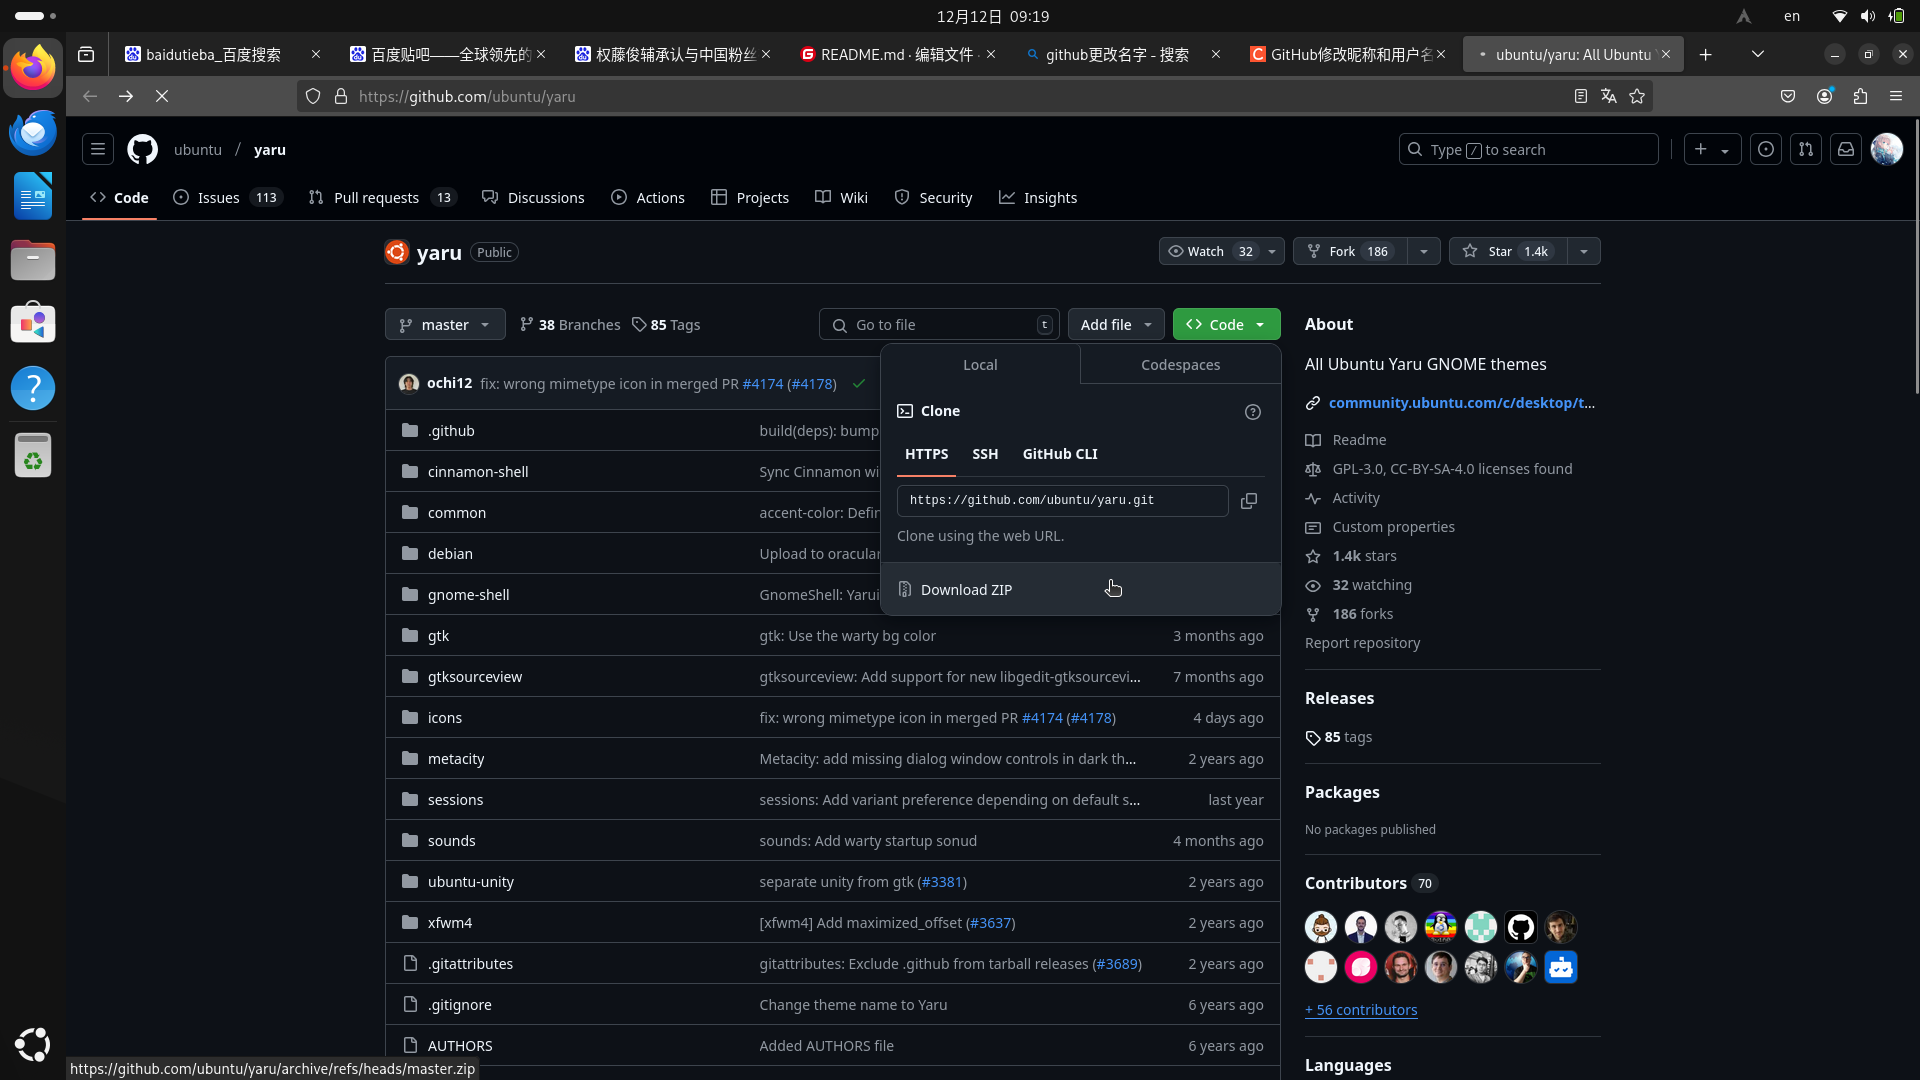 12月12日 09:19
en
baidutieba_百度搜索
百度贴吧——全球领先的
权藤俊辅承认与中国粉丝
README.md · 编辑文件 ·
github更改名字 - 搜索
GitHub修改昵称和用户名
ubuntu/yaru: All Ubuntu
https://github.com/ubuntu/yaru
ubuntu / yaru
Type / to search
Code
Issues 113
Pull requests 13
Discussions
Actions
Projects
Wiki
Security
Insights
yaru Public
Watch 32
Fork 186
Star 1.4k
master
38 Branches
85 Tags
Go to file t
Add file
Code
Local
Codespaces
Clone
HTTPS SSH GitHub CLI
https://github.com/ubuntu/yaru.git
Clone using the web URL.
Download ZIP
ochi12 fix: wrong mimetype icon in merged PR #4174 (#4178)
.github build(deps): bump
cinnamon-shell Sync Cinnamon wi
common accent-color: Defin
debian Upload to oracular
gnome-shell GnomeShell: Yarui
gtk gtk: Use the warty bg color 3 months ago
gtksourceview gtksourceview: Add support for new libgedit-gtksourcevi... 7 months ago
icons fix: wrong mimetype icon in merged PR #4174 (#4178) 4 days ago
metacity Metacity: add missing dialog window controls in dark th... 2 years ago
sessions sessions: Add variant preference depending on default s... last year
sounds sounds: Add warty startup sonud 4 months ago
ubuntu-unity separate unity from gtk (#3381) 2 years ago
xfwm4 [xfwm4] Add maximized_offset (#3637) 2 years ago
.gitattributes gitattributes: Exclude .github from tarball releases (#3689) 2 years ago
.gitignore Change theme name to Yaru 6 years ago
AUTHORS Added AUTHORS file 6 years ago
About
All Ubuntu Yaru GNOME themes
community.ubuntu.com/c/desktop/t...
Readme
GPL-3.0, CC-BY-SA-4.0 licenses found
Activity
Custom properties
1.4k stars
32 watching
186 forks
Report repository
Releases
85 tags
Packages
No packages published
Contributors 70
+ 56 contributors
Languages
https://github.com/ubuntu/yaru/archive/refs/heads/master.zip